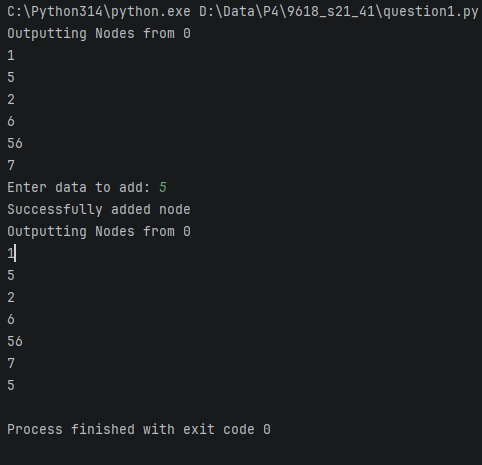 C:\Python314\python.exe D:\Data\P4\9618_s21_41\question1.py
Outputting Nodes from 0
1
5
2
6
56
7
Enter data to add: 5
Successfully added node
Outputting Nodes from 0
1
5
2
6
56
7
5
Process finished with exit code 0